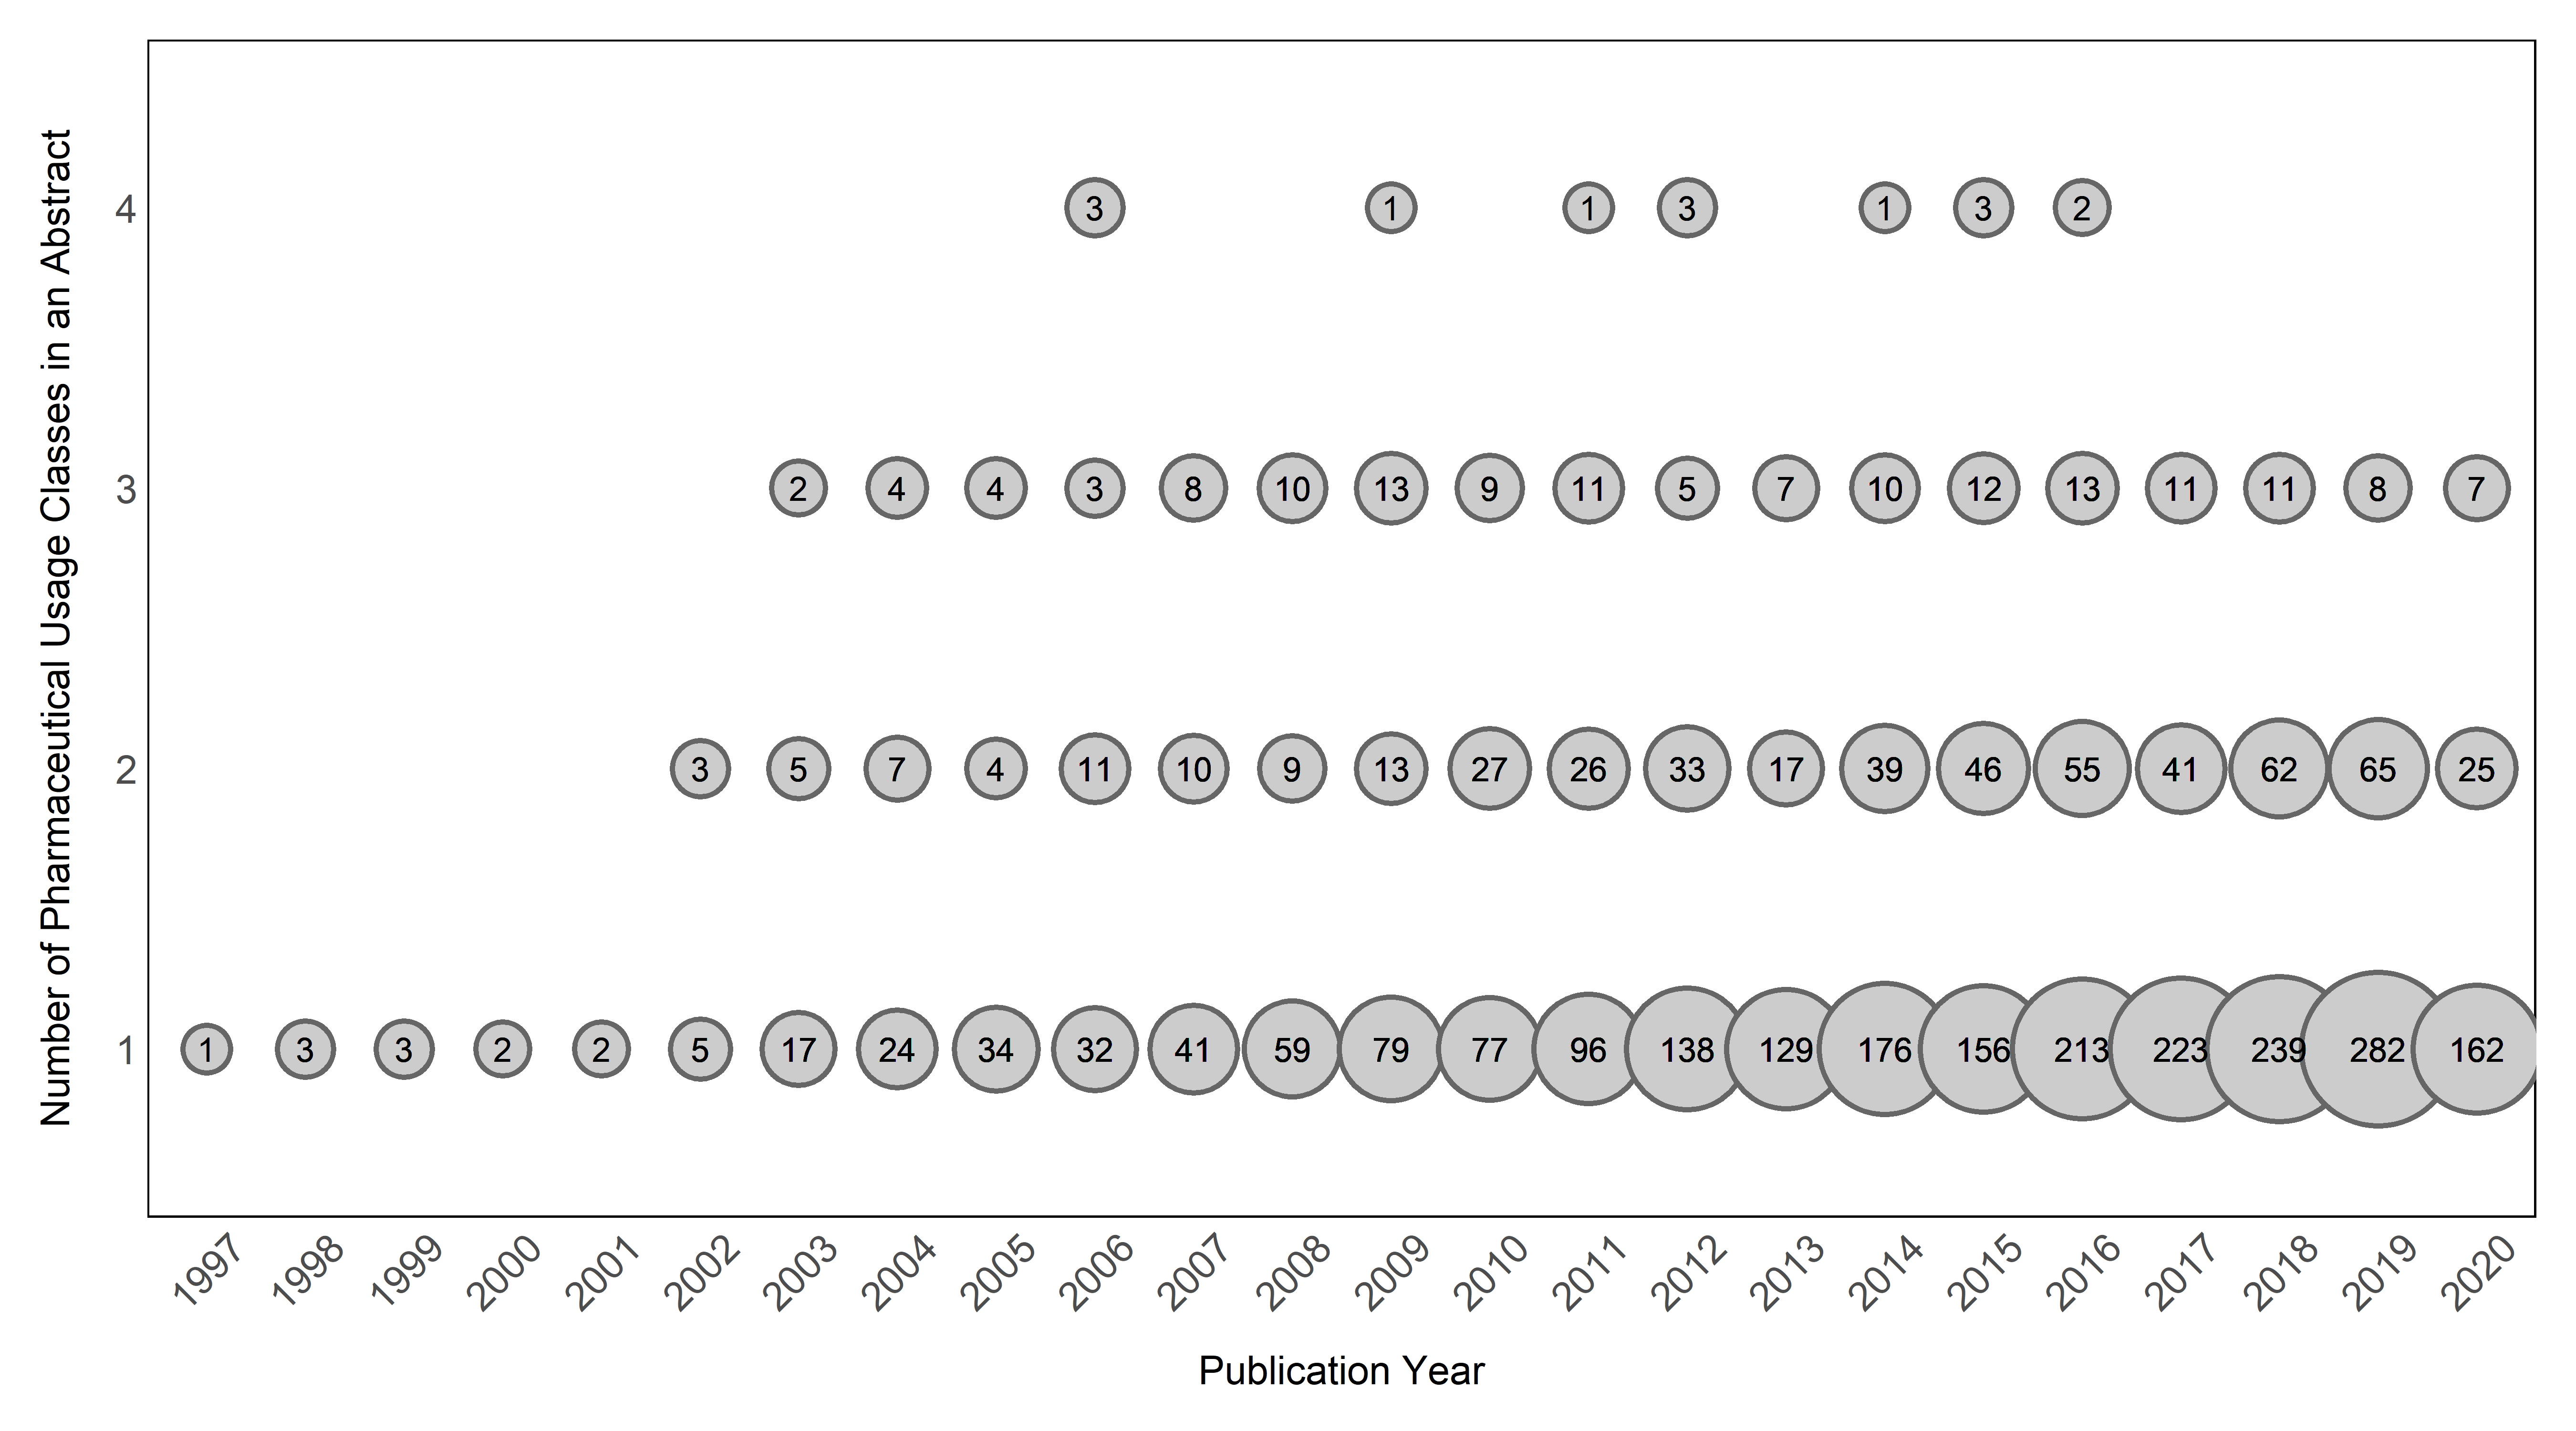 Number of Pharmaceutical Usage Classes in an Abstract
4
3 1 1 3 1 3 2
3
2 4 4 3 8 10 13 9 11 5 7 10 12 13 11 11 8 7
2
3 5 7 4 11 10 9 13 27 26 33 17 39 46 55 41 62 65 25
1
1 3 3 2 2 5 17 24 34 32 41 59 79 77 96 138 129 176 156 213 223 239 282 162
1997 1998 1999 2000 2001 2002 2003 2004 2005 2006 2007 2008 2009 2010 2011 2012 2013 2014 2015 2016 2017 2018 2019 2020
Publication Year